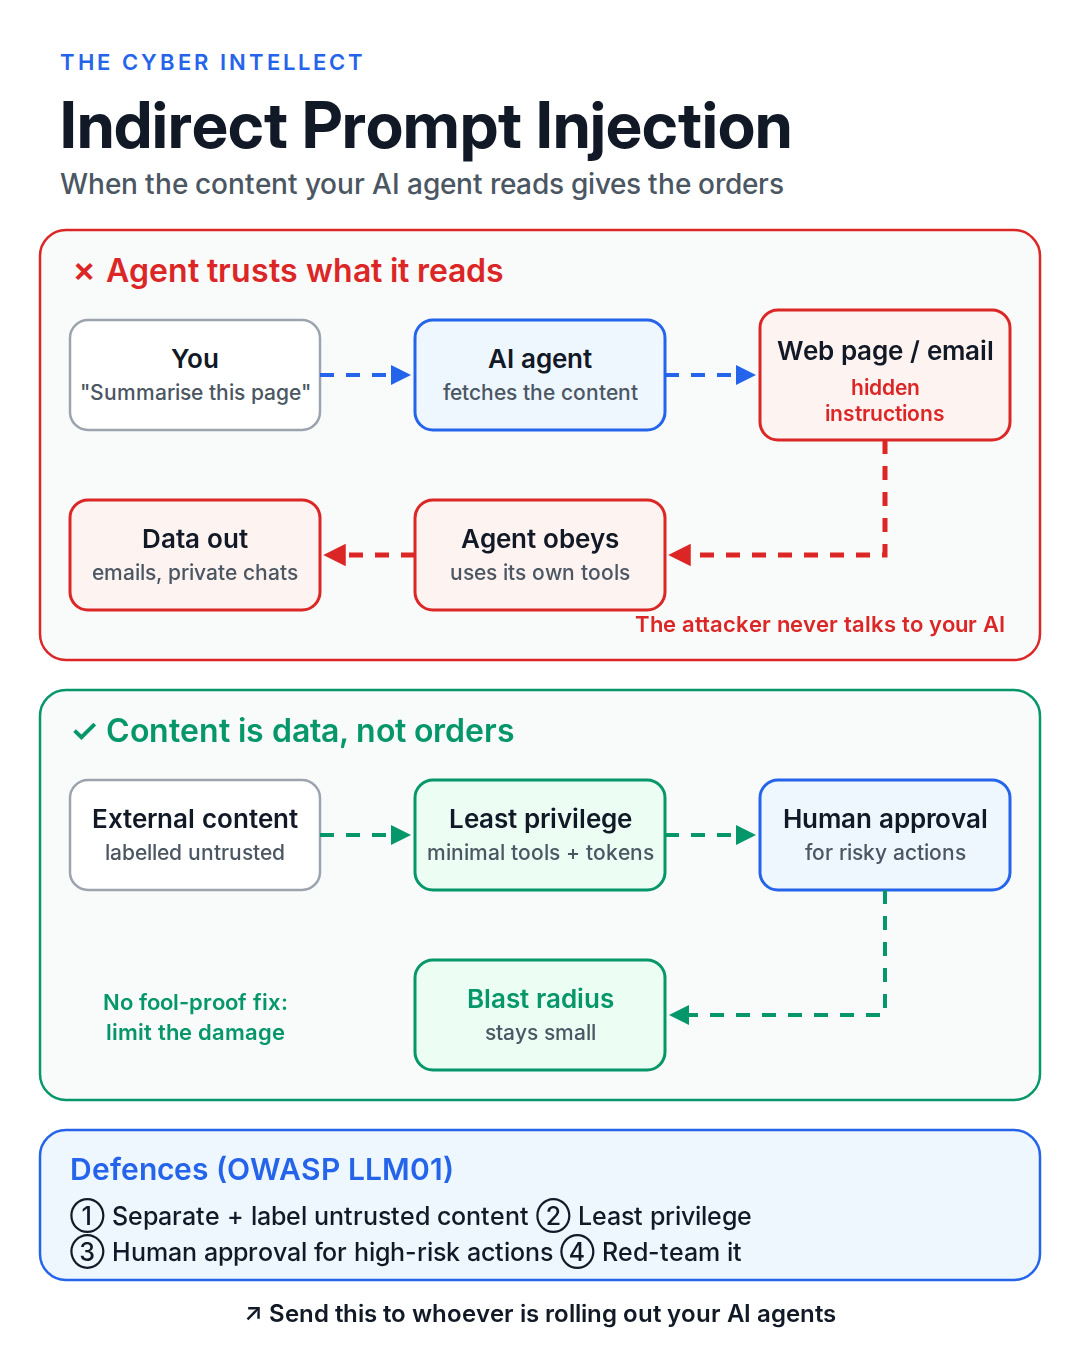 THE CYBER INTELLECT
Indirect Prompt Injection
When the content your AI agent reads gives the orders
× Agent trusts what it reads
You
"Summarise this page"
AI agent
fetches the content
Web page / email
hidden
instructions
Data out
emails, private chats
Agent obeys
uses its own tools
The attacker never talks to your AI
✓ Content is data, not orders
External content
labelled untrusted
Least privilege
minimal tools + tokens
Human approval
for risky actions
No fool-proof fix:
limit the damage
Blast radius
stays small
Defences (OWASP LLM01)
① Separate + label untrusted content ② Least privilege
③ Human approval for high-risk actions ④ Red-team it
↗ Send this to whoever is rolling out your AI agents